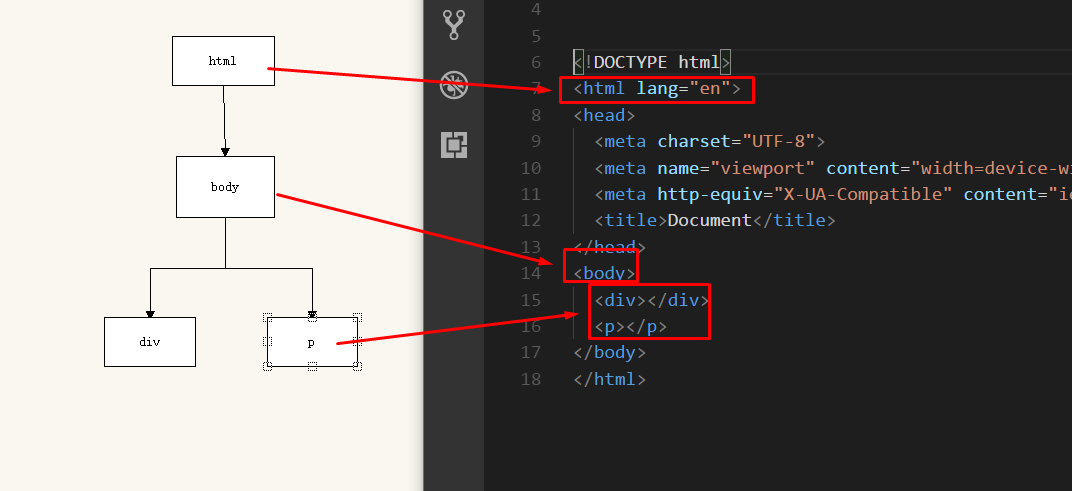 html
body
div
p
4
5
6 <!DOCTYPE html>
7 <html lang="en">
8 <head>
9 <meta charset="UTF-8">
10 <meta name="viewport" content="width=device-wi
11 <meta http-equiv="X-UA-Compatible" content="ie
12 <title>Document</title>
13 </head>
14 <body>
15 <div></div>
16 <p></p>
17 </body>
18 </html>